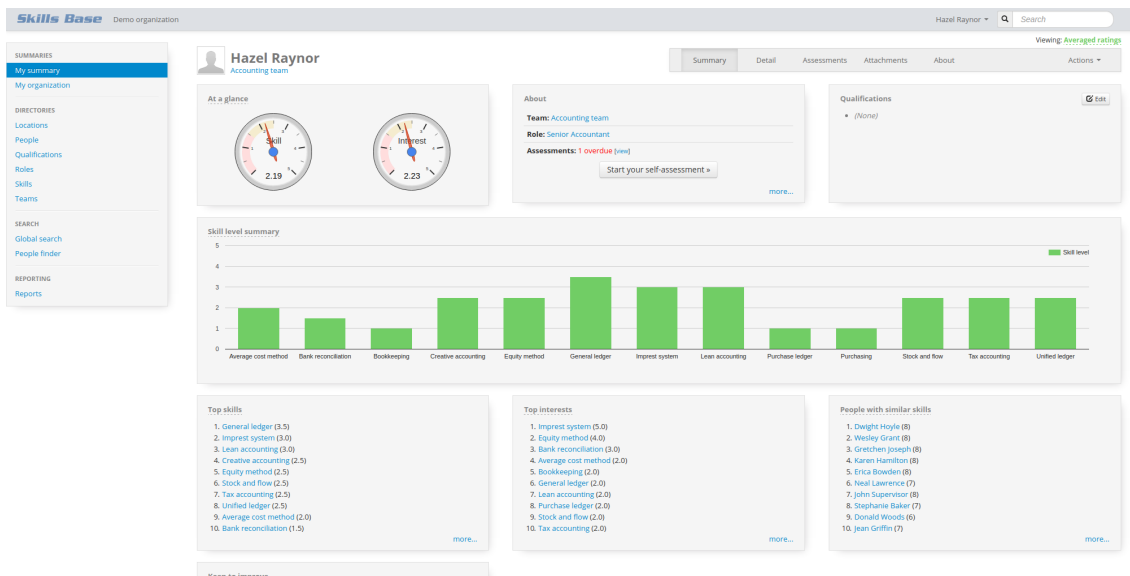 Skills Base Demo organization
Hazel Raynor
Search
Viewing: Averaged ratings
SUMMARIES
My summary
My organization
DIRECTORIES
Locations
People
Qualifications
Roles
Skills
Teams
SEARCH
Global search
People finder
REPORTING
Reports
Hazel Raynor
Accounting team
Summary Detail Assessments Attachments About Actions
At a glance
Skill
2.19
Interest
2.23
About
Team: Accounting team
Role: Senior Accountant
Assessments: 1 overdue [view]
Start your self-assessment »
more...
Qualifications
Edit
(None)
Skill level summary
Skill level
5
4
3
2
1
0
Average cost method Bank reconciliation Bookkeeping Creative accounting Equity method General ledger Imprest system Lean accounting Purchase ledger Purchasing Stock and flow Tax accounting Unified ledger
Top skills
1. General ledger (3.5)
2. Imprest system (3.0)
3. Lean accounting (3.0)
4. Creative accounting (2.5)
5. Equity method (2.5)
6. Stock and flow (2.5)
7. Tax accounting (2.5)
8. Unified ledger (2.5)
9. Average cost method (2.0)
10. Bank reconciliation (1.5)
more...
Top interests
1. Imprest system (5.0)
2. Equity method (4.0)
3. Bank reconciliation (3.0)
4. Average cost method (2.0)
5. Bookkeeping (2.0)
6. General ledger (2.0)
7. Lean accounting (2.0)
8. Purchase ledger (2.0)
9. Stock and flow (2.0)
10. Tax accounting (2.0)
more...
People with similar skills
1. Dwight Hoyle (8)
2. Wesley Grant (8)
3. Gretchen Joseph (8)
4. Karen Hamilton (8)
5. Erica Bowden (8)
6. Neal Lawrence (7)
7. John Supervisor (8)
8. Stephanie Baker (7)
9. Donald Woods (6)
10. Jean Griffin (7)
more...
Keen to improve